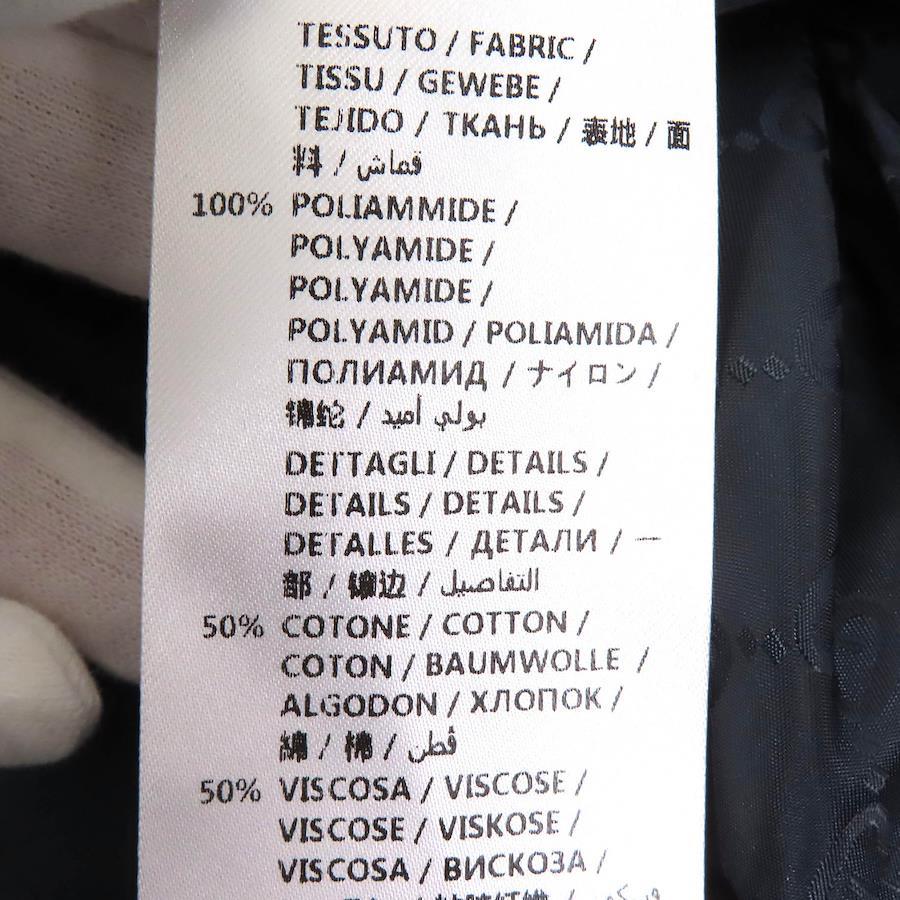 TESSUTO / FABRIC /
TISSU / GEWEBE /
TEJIDO / ТКАНЬ / 表地 / 面
料 / قماش
100% POLIAMMIDE /
POLYAMIDE /
POLYAMIDE /
POLYAMID / POLIAMIDA /
ПОЛИАМИД / ナイロン /
锦纶 / بولي أميد
DETTAGLI / DETAILS /
DETAILS / DETAILS /
DETALLES / ДЕТАЛИ / 一
部 / 镶边 / التفاصيل
50% COTONE / COTTON /
COTON / BAUMWOLLE /
ALGODON / ХЛОПОК /
綿 / 棉 / قطن
50% VISCOSA / VISCOSE /
VISCOSE / VISKOSE /
VISCOSA / ВИСКОЗА /